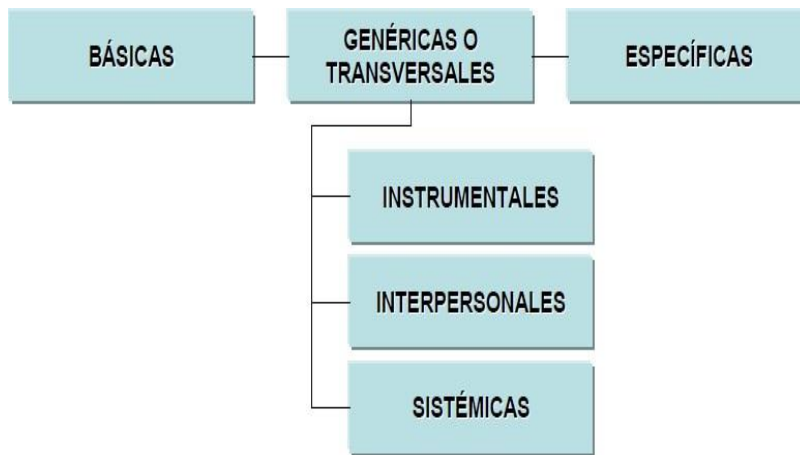 BÁSICAS
GENÉRICAS O
TRANSVERSALES
ESPECÍFICAS
INSTRUMENTALES
INTERPERSONALES
SISTÉMICAS